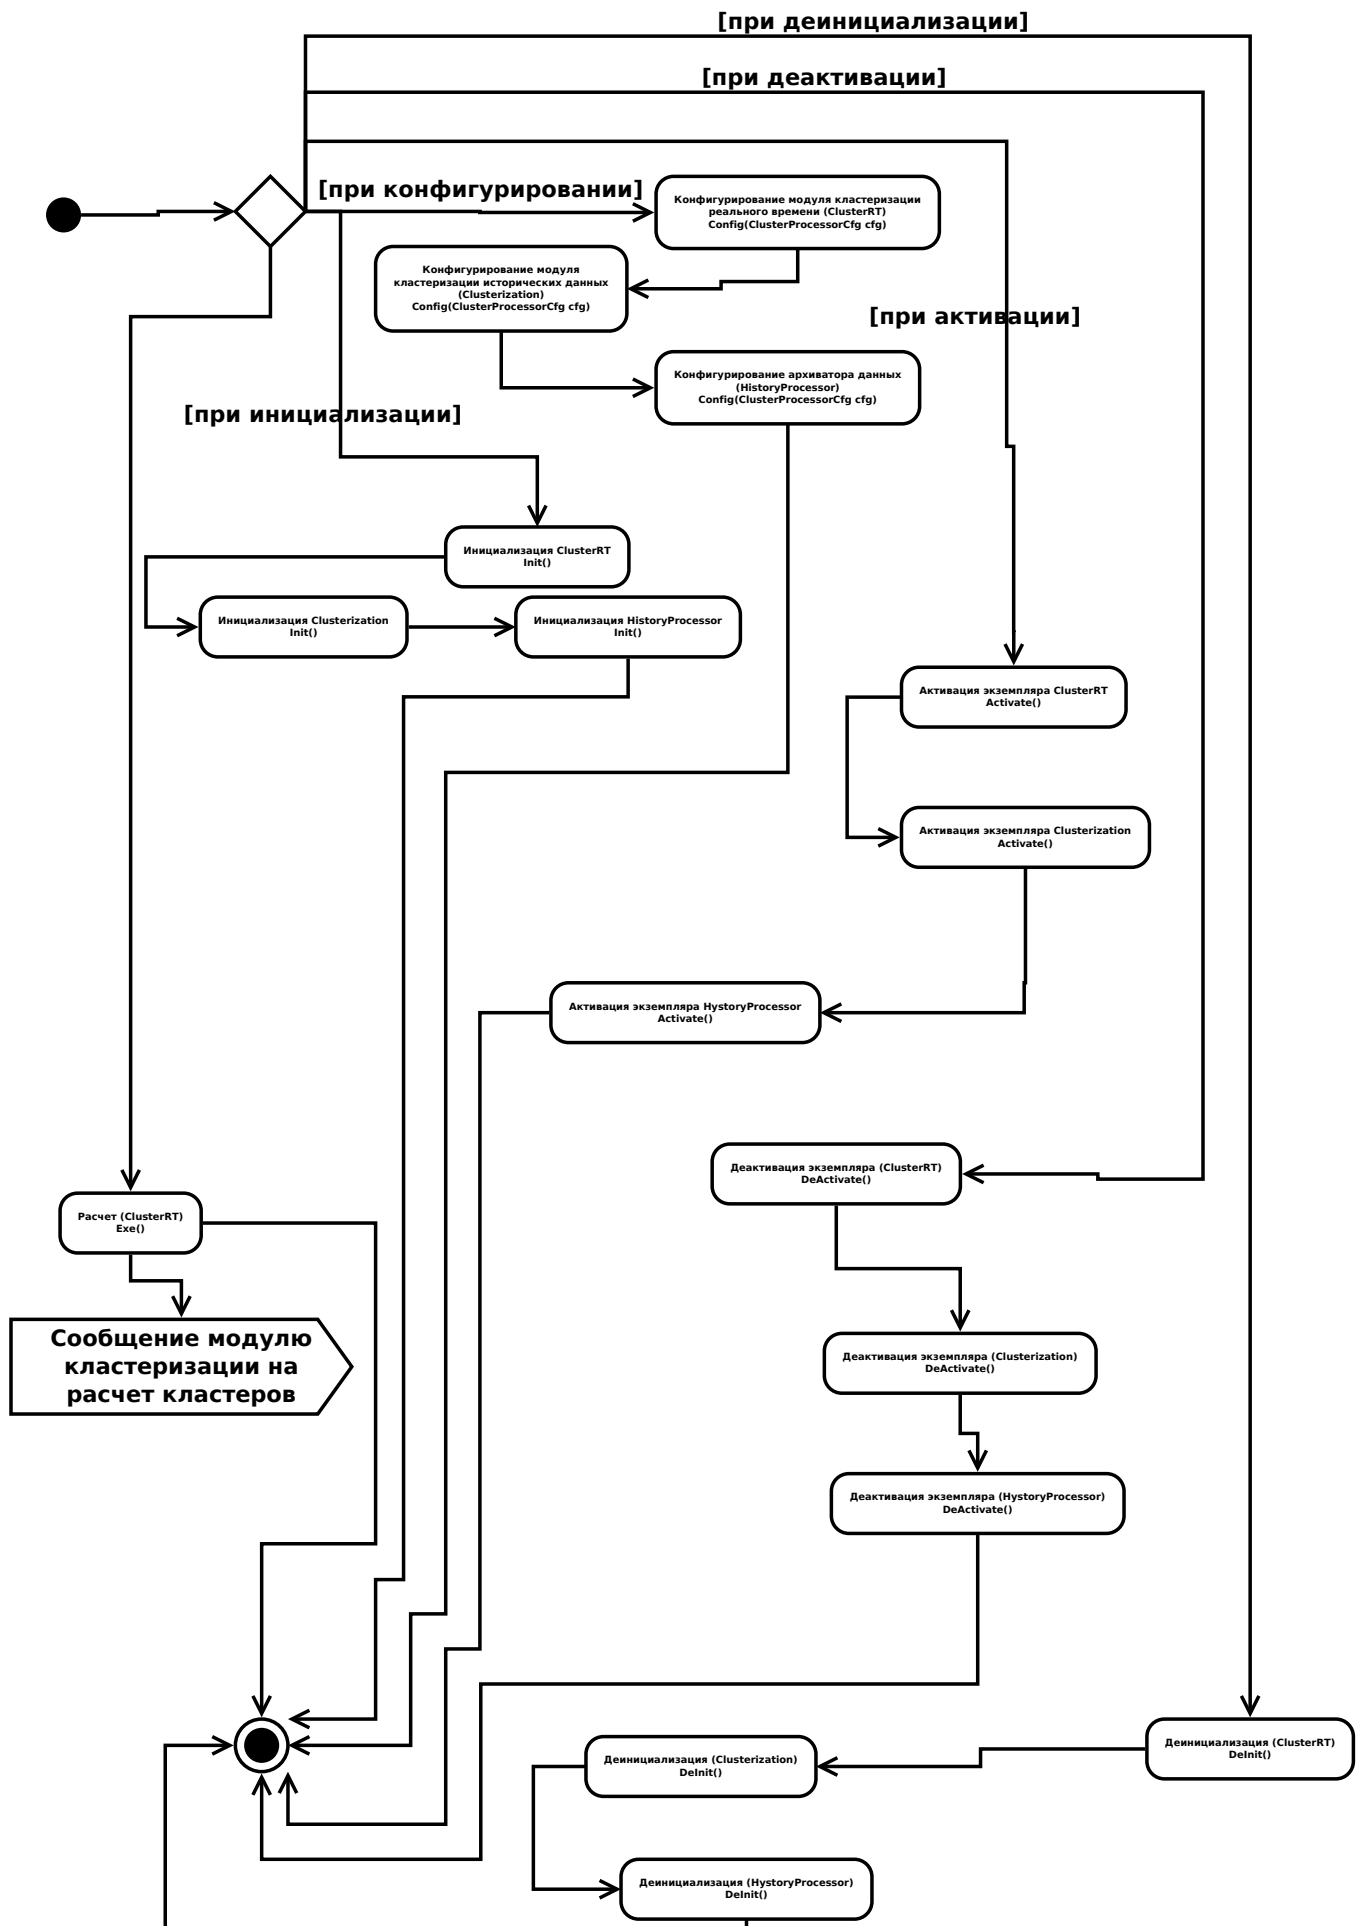 [при деинициализации]
[при деактивации]
[при конфигурировании]
Конфигурирование модуля кластеризации
реального времени (ClusterRT)
Config(ClusterProcessorCfg cfg)
Конфигурирование модуля
кластеризации исторических данных
(Clusterization)
Config(ClusterProcessorCfg cfg)
[при активации]
Конфигурирование архиватора данных
(HistoryProcessor)
Config(ClusterProcessorCfg cfg)
[при инициализации]
Инициализация ClusterRT
Init()
Инициализация Clusterization
Init()
Инициализация HistoryProcessor
Init()
Активация экземпляра ClusterRT
Activate()
Активация экземпляра Clusterization
Activate()
Активация экземпляра HystoryProcessor
Activate()
Деактивация экземпляра (ClusterRT)
DeActivate()
Расчет (ClusterRT)
Exe()
Сообщение модулю
кластеризации на
расчет кластеров
Деактивация экземпляра (Clusterization)
DeActivate()
Деактивация экземпляра (HystoryProcessor)
DeActivate()
Деинициализация (ClusterRT)
DeInit()
Деинициализация (Clusterization)
DeInit()
Деинициализация (HystoryProcessor)
DeInit()